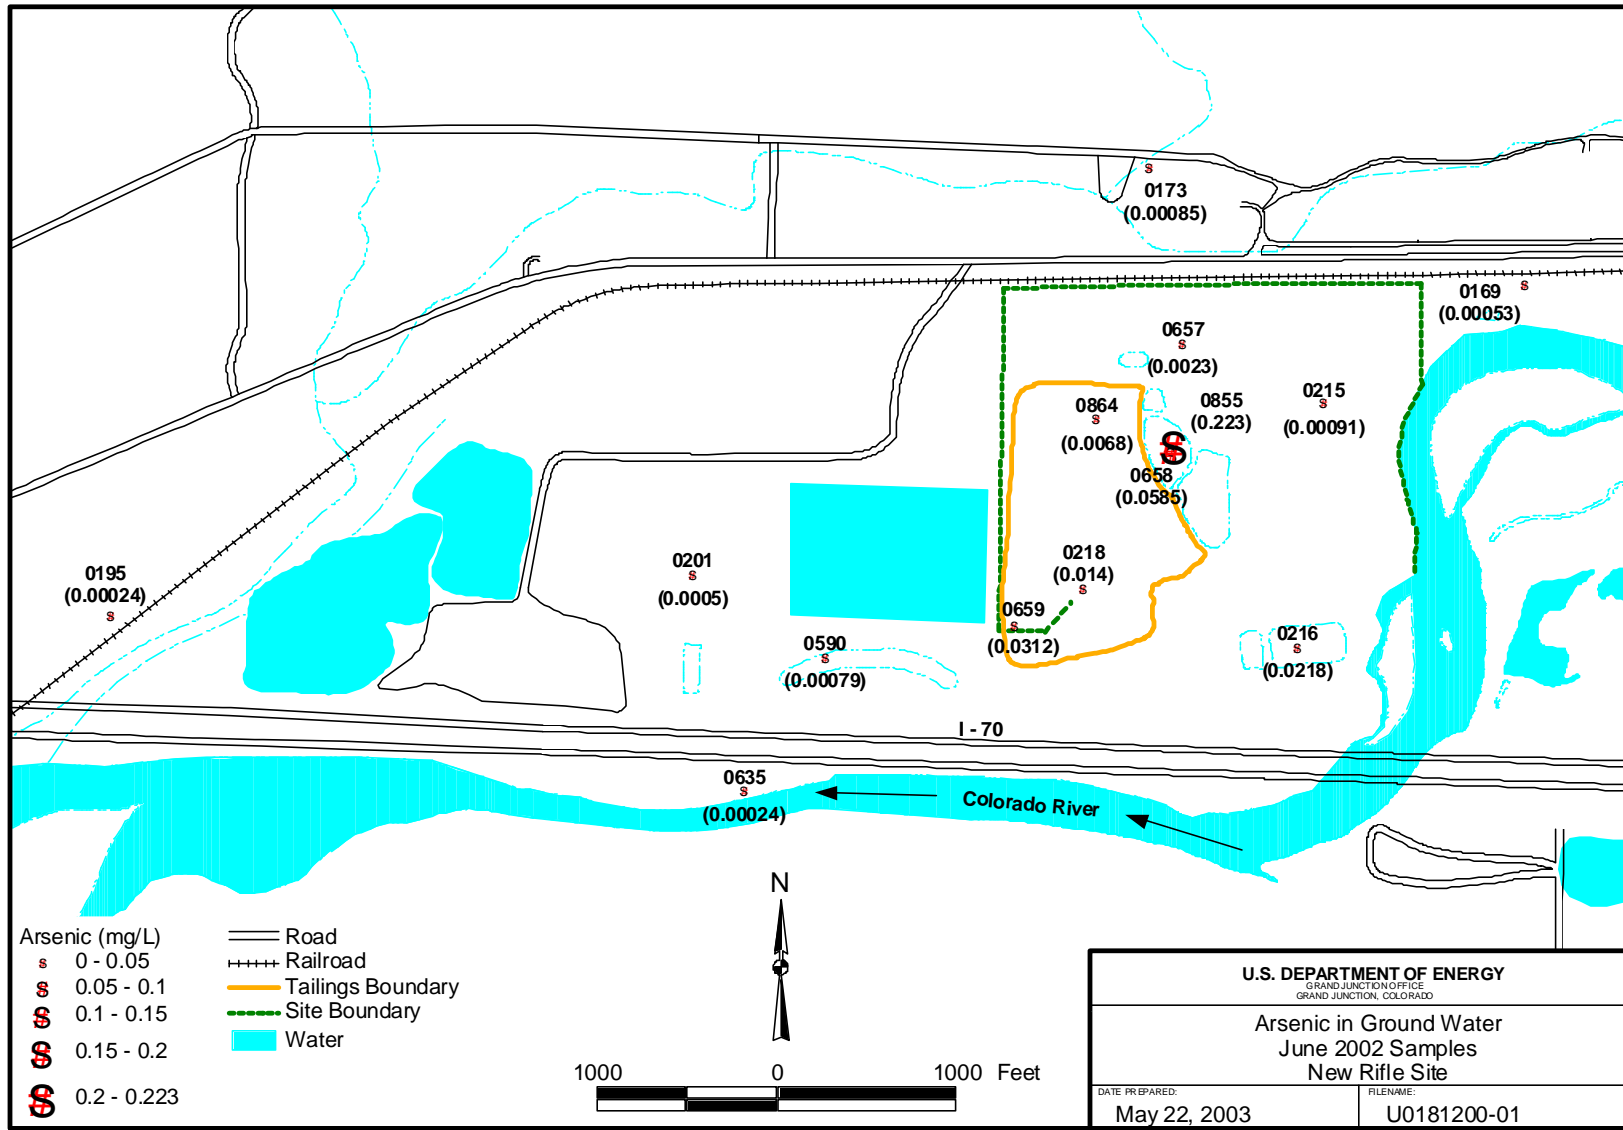 0173
(0.00085)
0169
(0.00053)
0657
(0.0023)
0855
(0.223)
0215
(0.00091)
0864
(0.0068)
0658
(0.0585)
0218
(0.014)
0201
(0.0005)
0195
(0.00024)
0659
(0.0312)
0216
(0.0218)
0590
(0.00079)
I - 70
0635
(0.00024)
Colorado River
N
Arsenic (mg/L)
S 0 - 0.05
S 0.05 - 0.1
S 0.1 - 0.15
S 0.15 - 0.2
S 0.2 - 0.223
Road
Railroad
Tailings Boundary
Site Boundary
Water
1000 0 1000 Feet
U.S. DEPARTMENT OF ENERGY
GRAND JUNCTION OFFICE
GRAND JUNCTION, COLORADO
Arsenic in Ground Water
June 2002 Samples
New Rifle Site
DATE PREPARED:
May 22, 2003
FILENAME:
U0181200-01